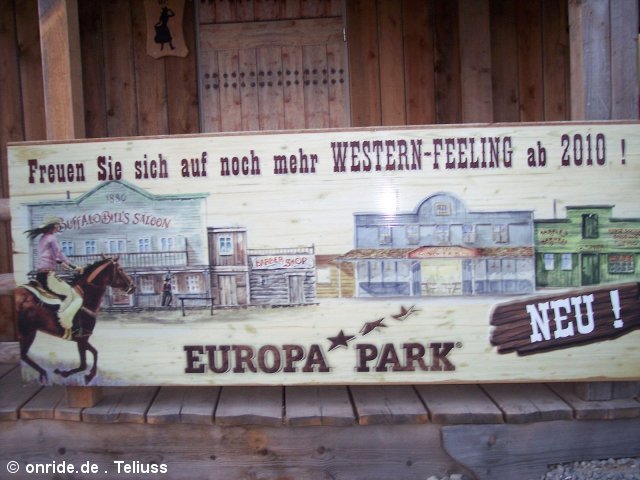 Freuen Sie sich auf noch mehr WESTERN-FEELING ab 2010 !
1880
BUFFALO BILL'S SALOON
BARBER SHOP
NEU !
EUROPA PARK®
© onride.de . Teliuss